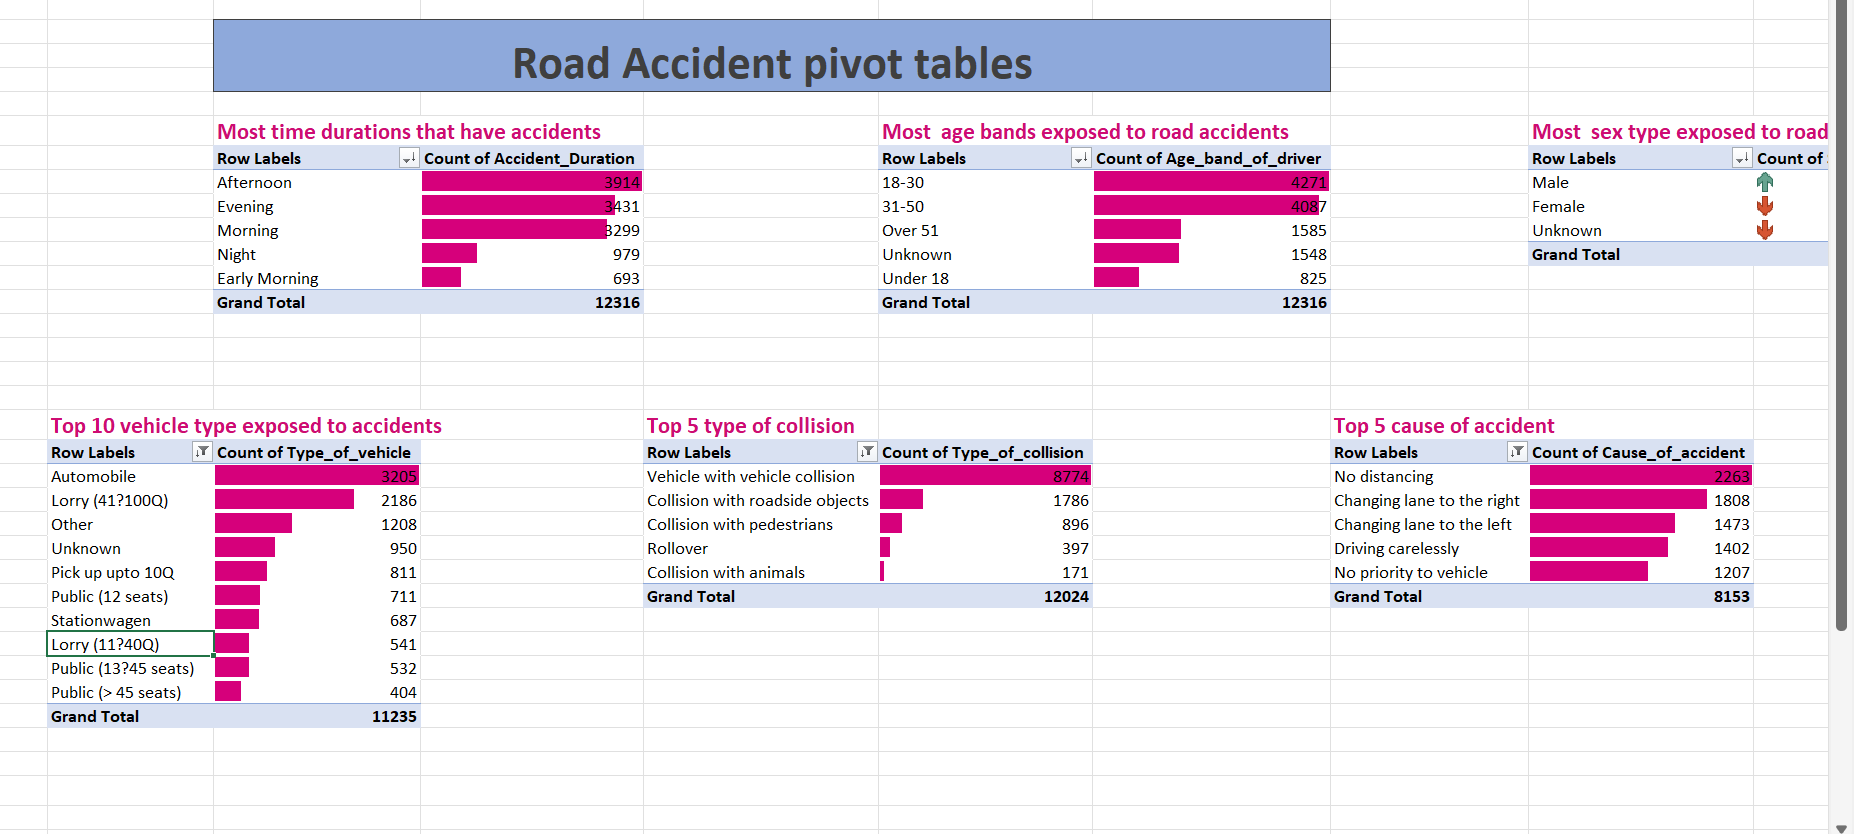 Road Accident pivot tables
Most time durations that have accidents
Row Labels Count of Accident_Duration
Afternoon 3914
Evening 3431
Morning 3299
Night 979
Early Morning 693
Grand Total 12316
Most  age bands exposed to road accidents
Row Labels Count of Age_band_of_driver
18-30 4271
31-50 4087
Over 51 1585
Unknown 1548
Under 18 825
Grand Total 12316
Most  sex type exposed to road
Row Labels Count of
Male
Female
Unknown
Grand Total
Top 10 vehicle type exposed to accidents
Row Labels Count of Type_of_vehicle
Automobile 3205
Lorry (41?100Q) 2186
Other 1208
Unknown 950
Pick up upto 10Q 811
Public (12 seats) 711
Stationwagen 687
Lorry (11?40Q) 541
Public (13?45 seats) 532
Public (> 45 seats) 404
Grand Total 11235
Top 5 type of collision
Row Labels Count of Type_of_collision
Vehicle with vehicle collision 8774
Collision with roadside objects 1786
Collision with pedestrians 896
Rollover 397
Collision with animals 171
Grand Total 12024
Top 5 cause of accident
Row Labels Count of Cause_of_accident
No distancing 2263
Changing lane to the right 1808
Changing lane to the left 1473
Driving carelessly 1402
No priority to vehicle 1207
Grand Total 8153